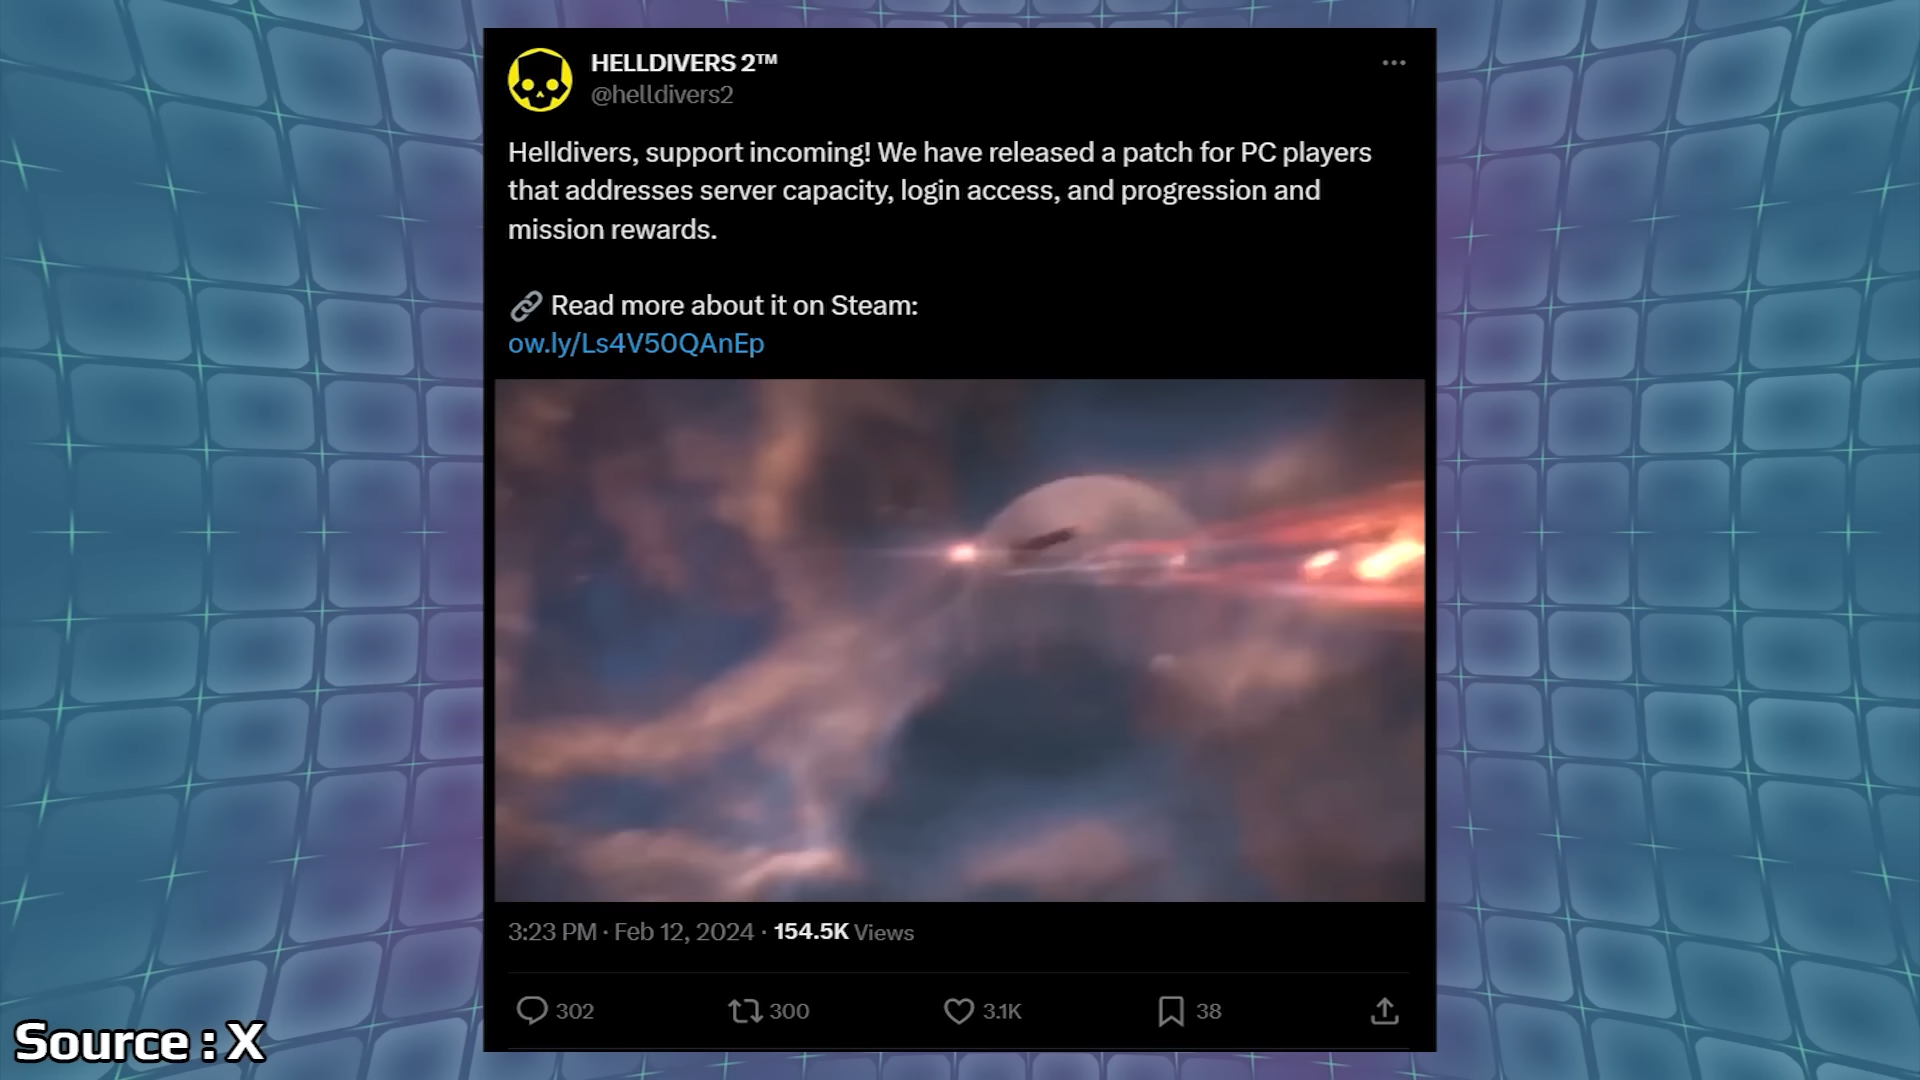 HELLDIVERS 2™
@helldivers2
Helldivers, support incoming! We have released a patch for PC players
that addresses server capacity, login access, and progression and
mission rewards.
🔗 Read more about it on Steam:
ow.ly/Ls4V50QAnEp
3:23 PM · Feb 12, 2024 · 154.5K Views
302 300 3.1K 38
Source : X